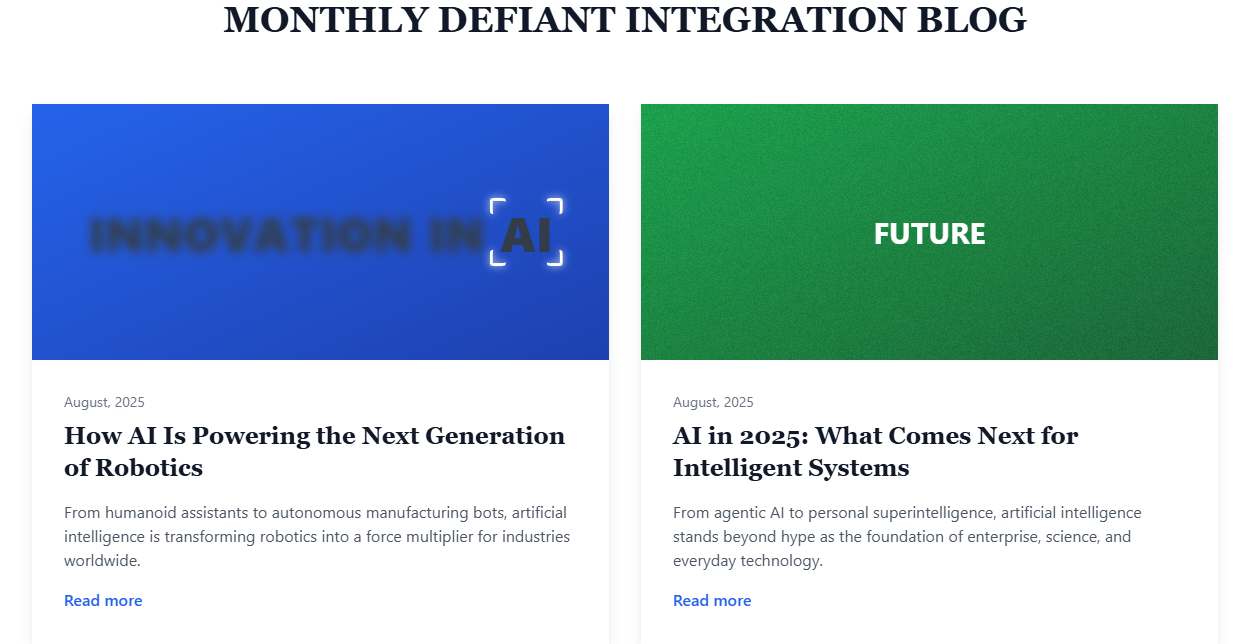 MONTHLY DEFIANT INTEGRATION BLOG
INNOVATION IN AI
FUTURE
August, 2025
How AI Is Powering the Next Generation
of Robotics
From humanoid assistants to autonomous manufacturing bots, artificial
intelligence is transforming robotics into a force multiplier for industries
worldwide.
Read more
August, 2025
AI in 2025: What Comes Next for
Intelligent Systems
From agentic AI to personal superintelligence, artificial intelligence
stands beyond hype as the foundation of enterprise, science, and
everyday technology.
Read more